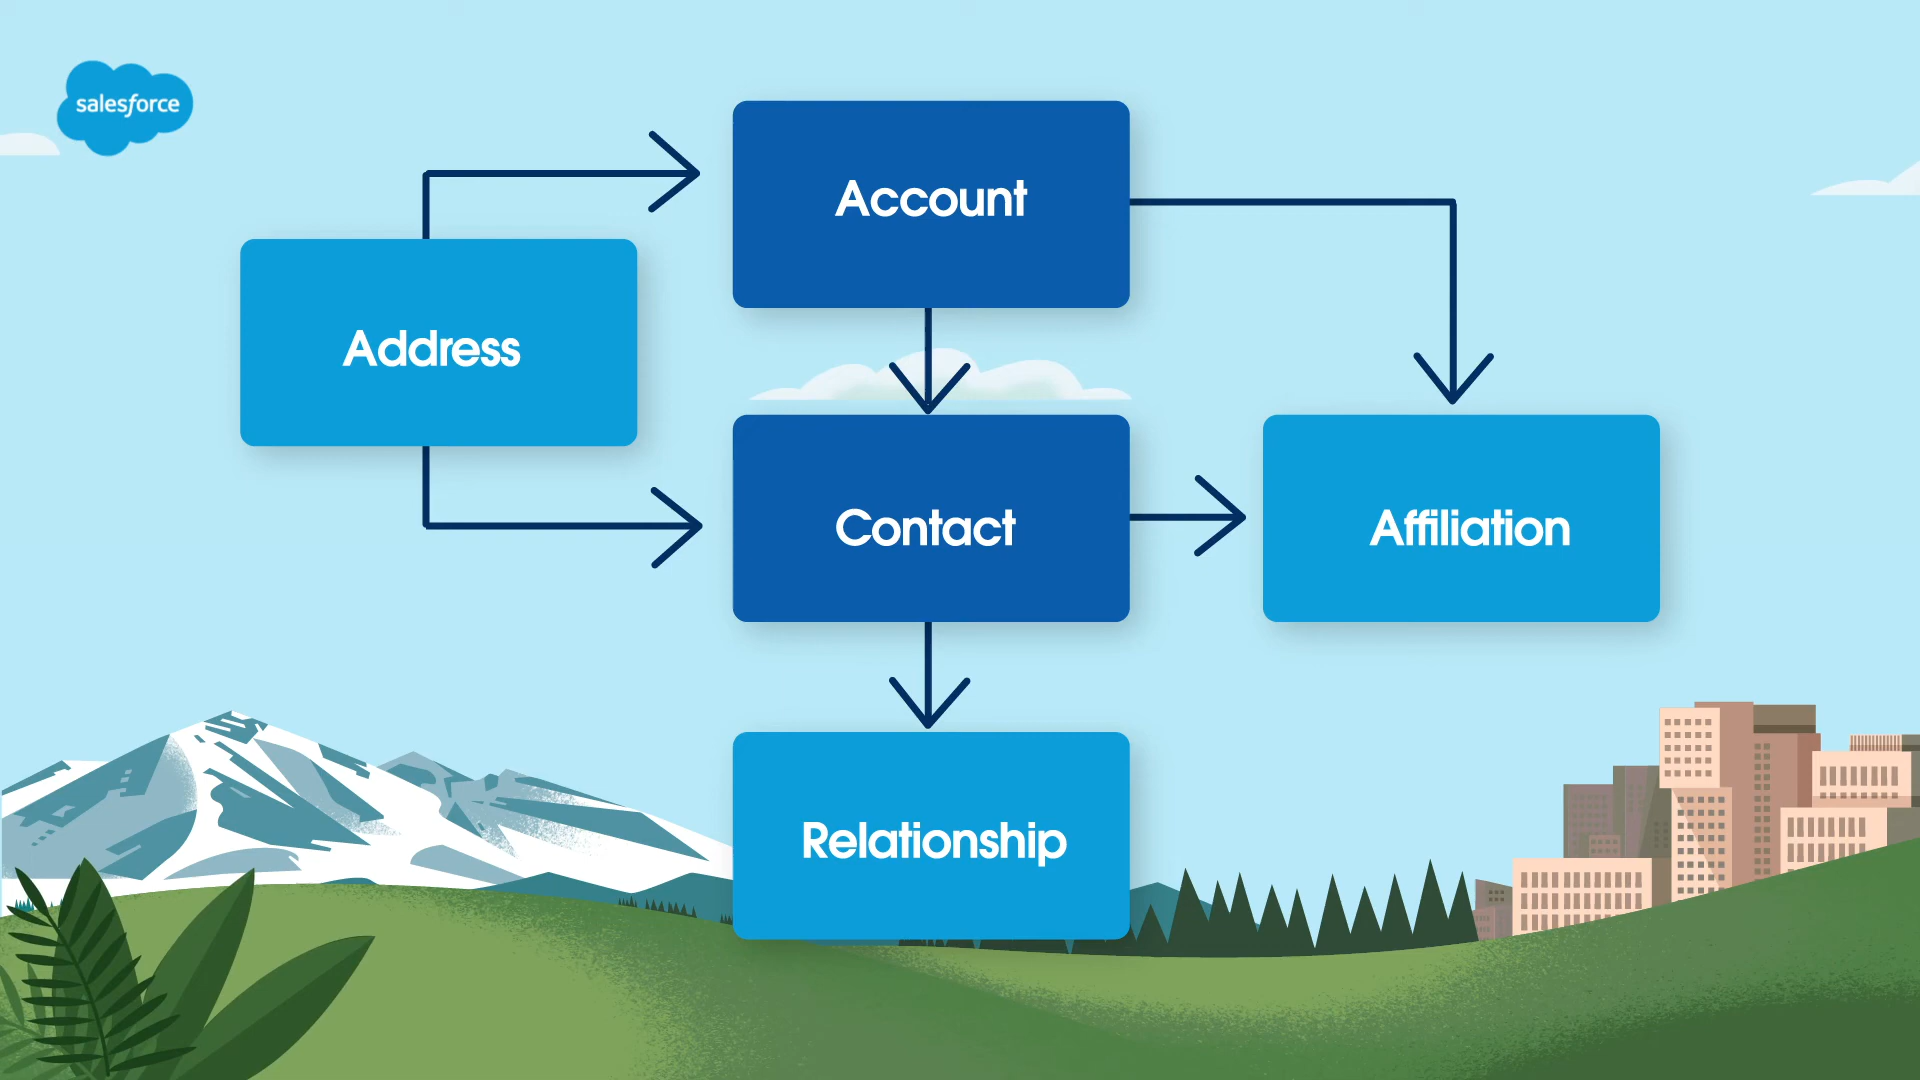 salesforce
Account
Address
Contact
Affiliation
Relationship